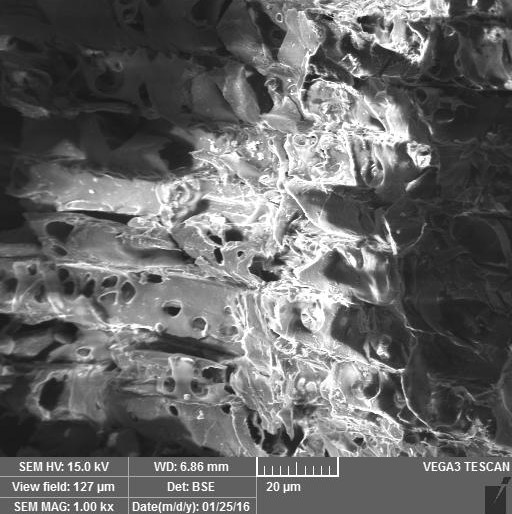 SEM HV: 15.0 kV WD: 6.86 mm VEGA3 TESCAN
View field: 127 µm Det: BSE 20 µm
SEM MAG: 1.00 kx Date(m/d/y): 01/25/16